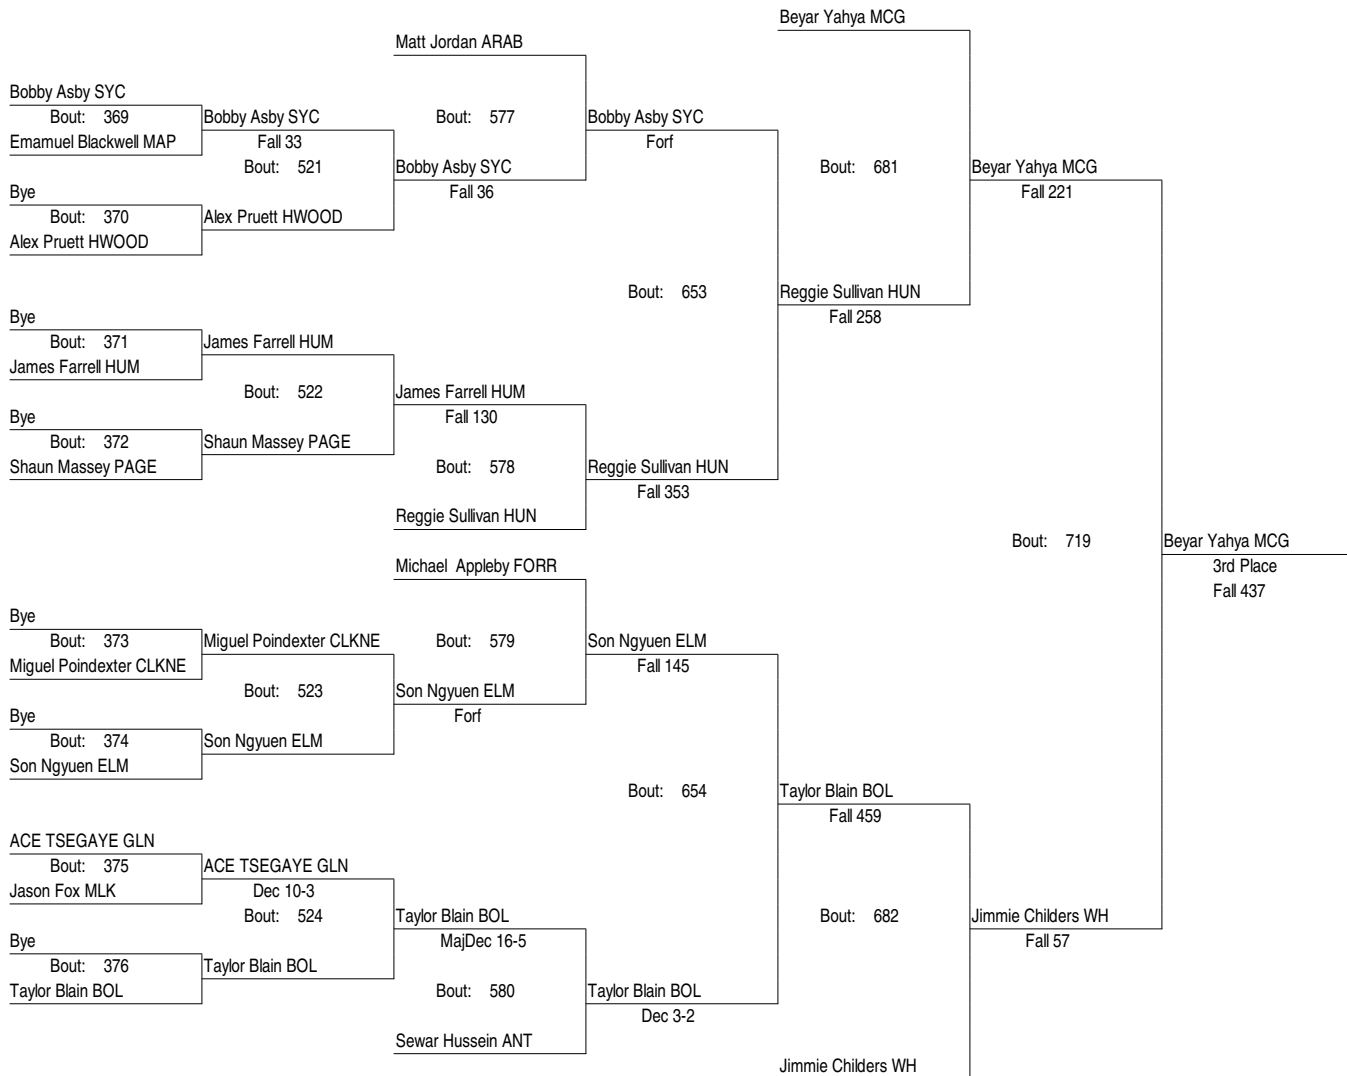 Beyar Yahya MCG
Matt Jordan ARAB
Bobby Asby SYC
Bout: 369
Bobby Asby SYC
Bout: 577
Bobby Asby SYC
Emamuel Blackwell MAP
Fall 33
Forf
Bout: 521
Bobby Asby SYC
Bout: 681
Beyar Yahya MCG
Bye
Fall 36
Fall 221
Bout: 370
Alex Pruett HWOOD
Alex Pruett HWOOD
Bout: 653
Reggie Sullivan HUN
Bye
Fall 258
Bout: 371
James Farrell HUM
James Farrell HUM
Bout: 522
James Farrell HUM
Bye
Fall 130
Bout: 372
Shaun Massey PAGE
Shaun Massey PAGE
Bout: 578
Reggie Sullivan HUN
Fall 353
Reggie Sullivan HUN
Bout: 719
Beyar Yahya MCG
Michael Appleby FORR
3rd Place
Fall 437
Bye
Bout: 373
Miguel Poindexter CLKNE
Bout: 579
Son Ngyuen ELM
Miguel Poindexter CLKNE
Fall 145
Bout: 523
Son Ngyuen ELM
Bye
Forf
Bout: 374
Son Ngyuen ELM
Son Ngyuen ELM
Bout: 654
Taylor Blain BOL
Fall 459
ACE TSEGAYE GLN
Bout: 375
ACE TSEGAYE GLN
Jason Fox MLK
Dec 10-3
Bout: 524
Taylor Blain BOL
Bout: 682
Jimmie Childers WH
Bye
MajDec 16-5
Fall 57
Bout: 376
Taylor Blain BOL
Taylor Blain BOL
Bout: 580
Taylor Blain BOL
Dec 3-2
Sewar Hussein ANT
Jimmie Childers WH